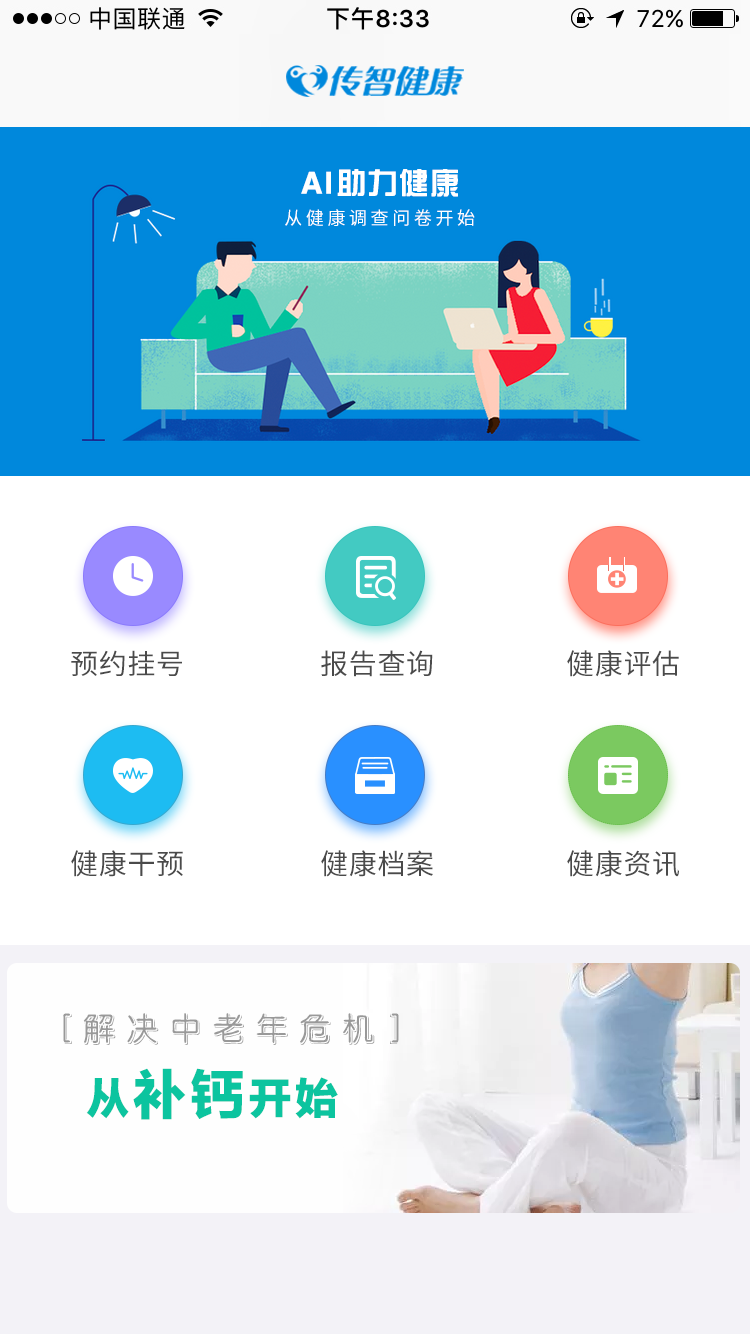 中国联通 下午8:33 72%
传智健康
AI助力健康
从健康调查问卷开始
预约挂号 报告查询 健康评估
健康干预 健康档案 健康资讯
[解决中老年危机]
从补钙开始